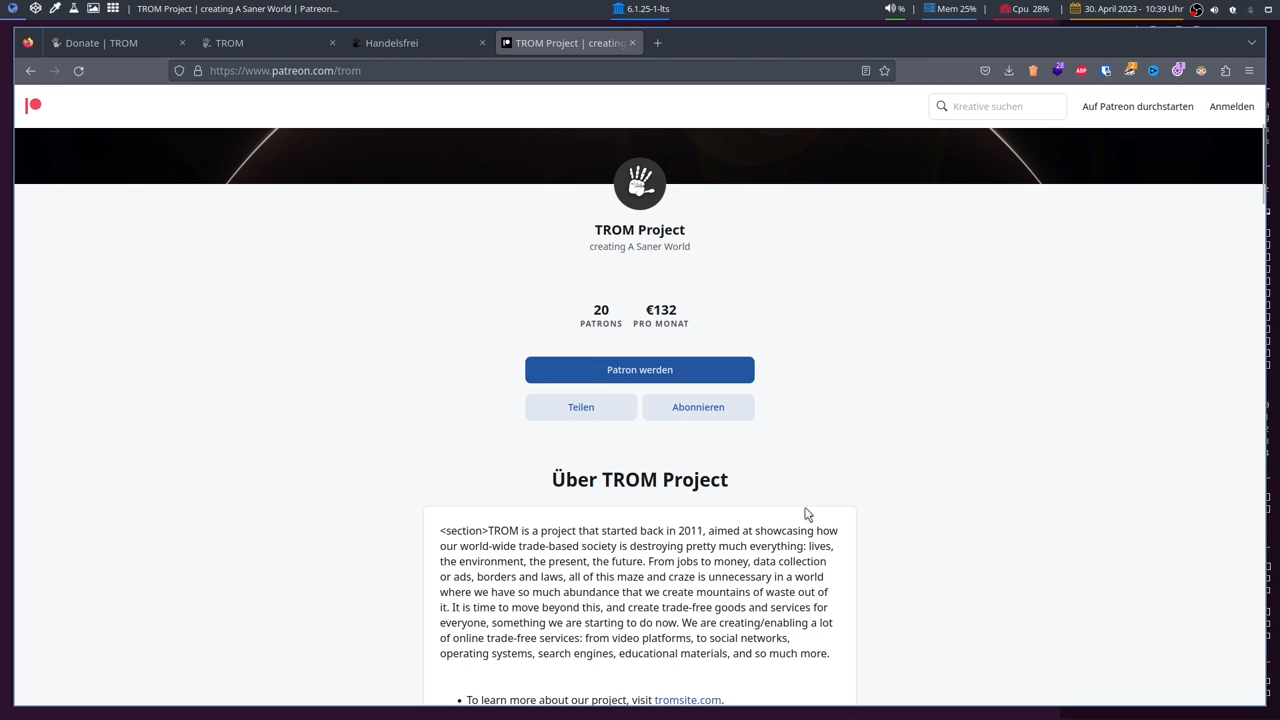 TROM Project | creating A Saner World | Patreon...
6.1.25-1-lts
%
Mem 25%
Cpu 28%
30. April 2023 - 10:39 Uhr
Donate | TROM
TROM
Handelsfrei
TROM Project | creating
https://www.patreon.com/trom
28
ABP
1
Kreative suchen
Auf Patreon durchstarten
Anmelden
TROM Project
creating A Saner World
20
PATRONS
€132
PRO MONAT
Patron werden
Teilen
Abonnieren
Über TROM Project
<section>TROM is a project that started back in 2011, aimed at showcasing how
our world-wide trade-based society is destroying pretty much everything: lives,
the environment, the present, the future. From jobs to money, data collection
or ads, borders and laws, all of this maze and craze is unnecessary in a world
where we have so much abundance that we create mountains of waste out of
it. It is time to move beyond this, and create trade-free goods and services for
everyone, something we are starting to do now. We are creating/enabling a lot
of online trade-free services: from video platforms, to social networks,
operating systems, search engines, educational materials, and so much more.
• To learn more about our project, visit tromsite.com.